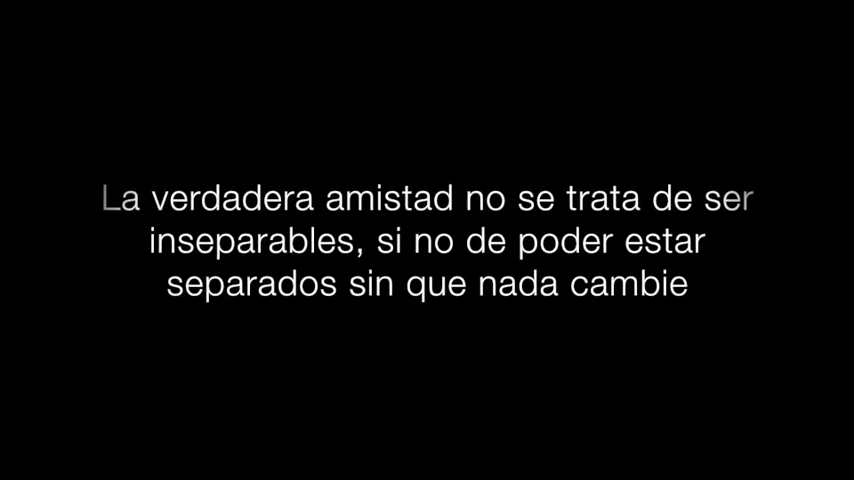 La verdadera amistad no se trata de ser
inseparables, si no de poder estar
separados sin que nada cambie